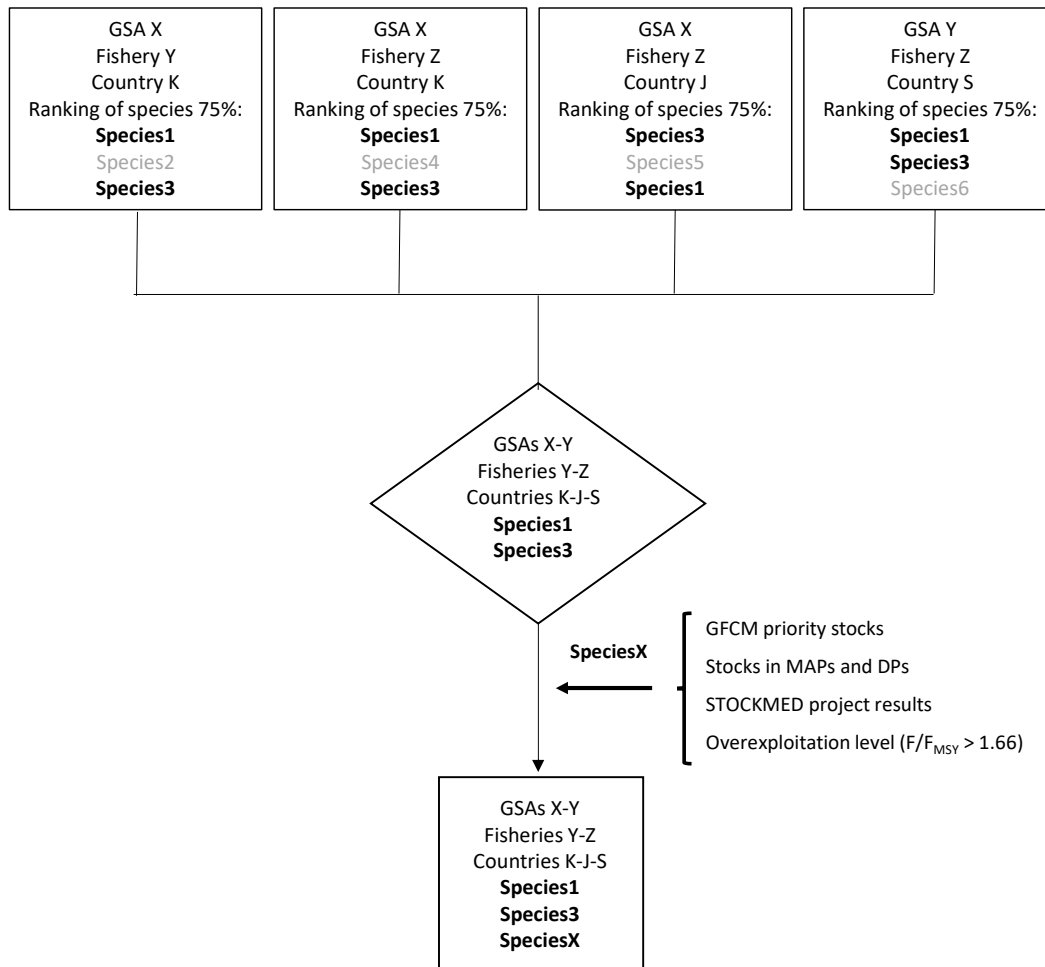 GSA X
Fishery Y
Country K
Ranking of species 75%:
Species1
Species2
Species3
GSA X
Fishery Z
Country K
Ranking of species 75%:
Species1
Species4
Species3
GSA X
Fishery Z
Country J
Ranking of species 75%:
Species3
Species5
Species1
GSA Y
Fishery Z
Country S
Ranking of species 75%:
Species1
Species3
Species6
GSAs X-Y
Fisheries Y-Z
Countries K-J-S
Species1
Species3
SpeciesX
GFCM priority stocks
Stocks in MAPs and DPs
STOCKMED project results
Overexploitation level (F/FMSY > 1.66)
GSAs X-Y
Fisheries Y-Z
Countries K-J-S
Species1
Species3
SpeciesX